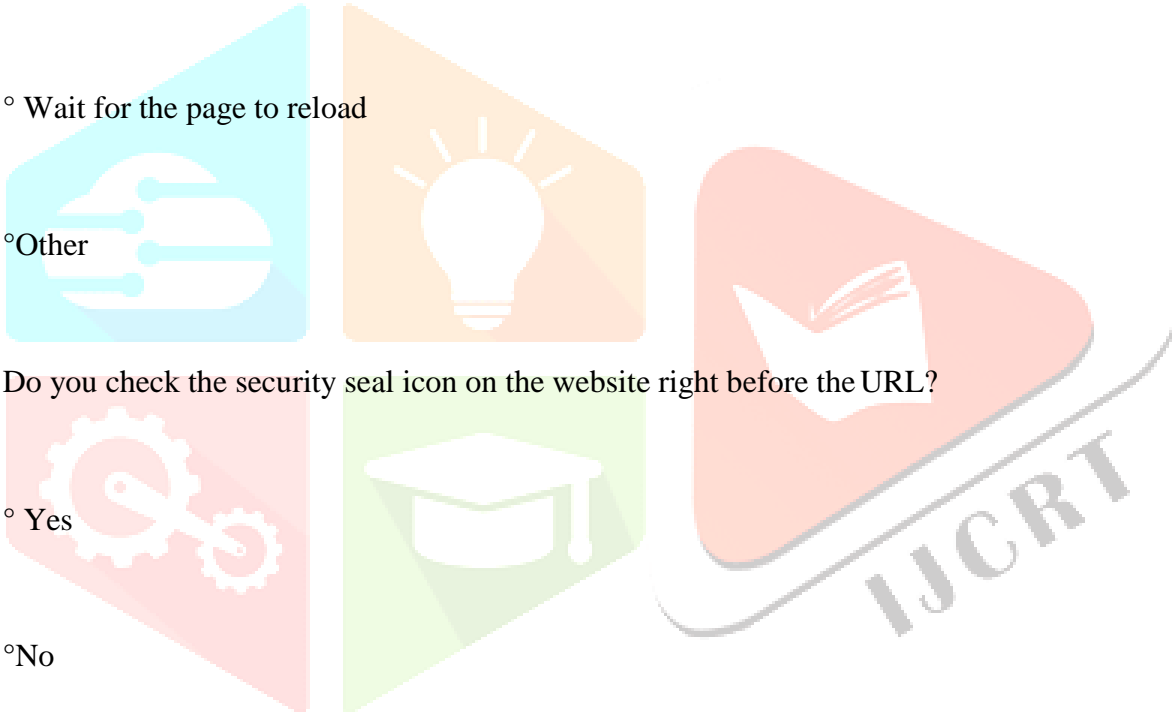 ° Wait for the page to reload
°Other
Do you check the security seal icon on the website right before the URL?
° Yes
°No
IJCRT